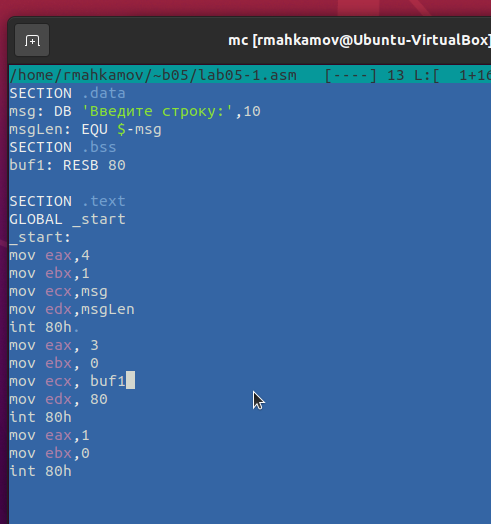 mc [rmahkamov@Ubuntu-VirtualBox]
/home/rmahkamov/~b05/lab05-1.asm   [----] 13 L:[  1+16
SECTION .data
msg: DB 'Введите строку:',10
msgLen: EQU $-msg
SECTION .bss
buf1: RESB 80
SECTION .text
GLOBAL _start
_start:
mov eax,4
mov ebx,1
mov ecx,msg
mov edx,msgLen
int 80h.
mov eax, 3
mov ebx, 0
mov ecx, buf1
mov edx, 80
int 80h
mov eax,1
mov ebx,0
int 80h